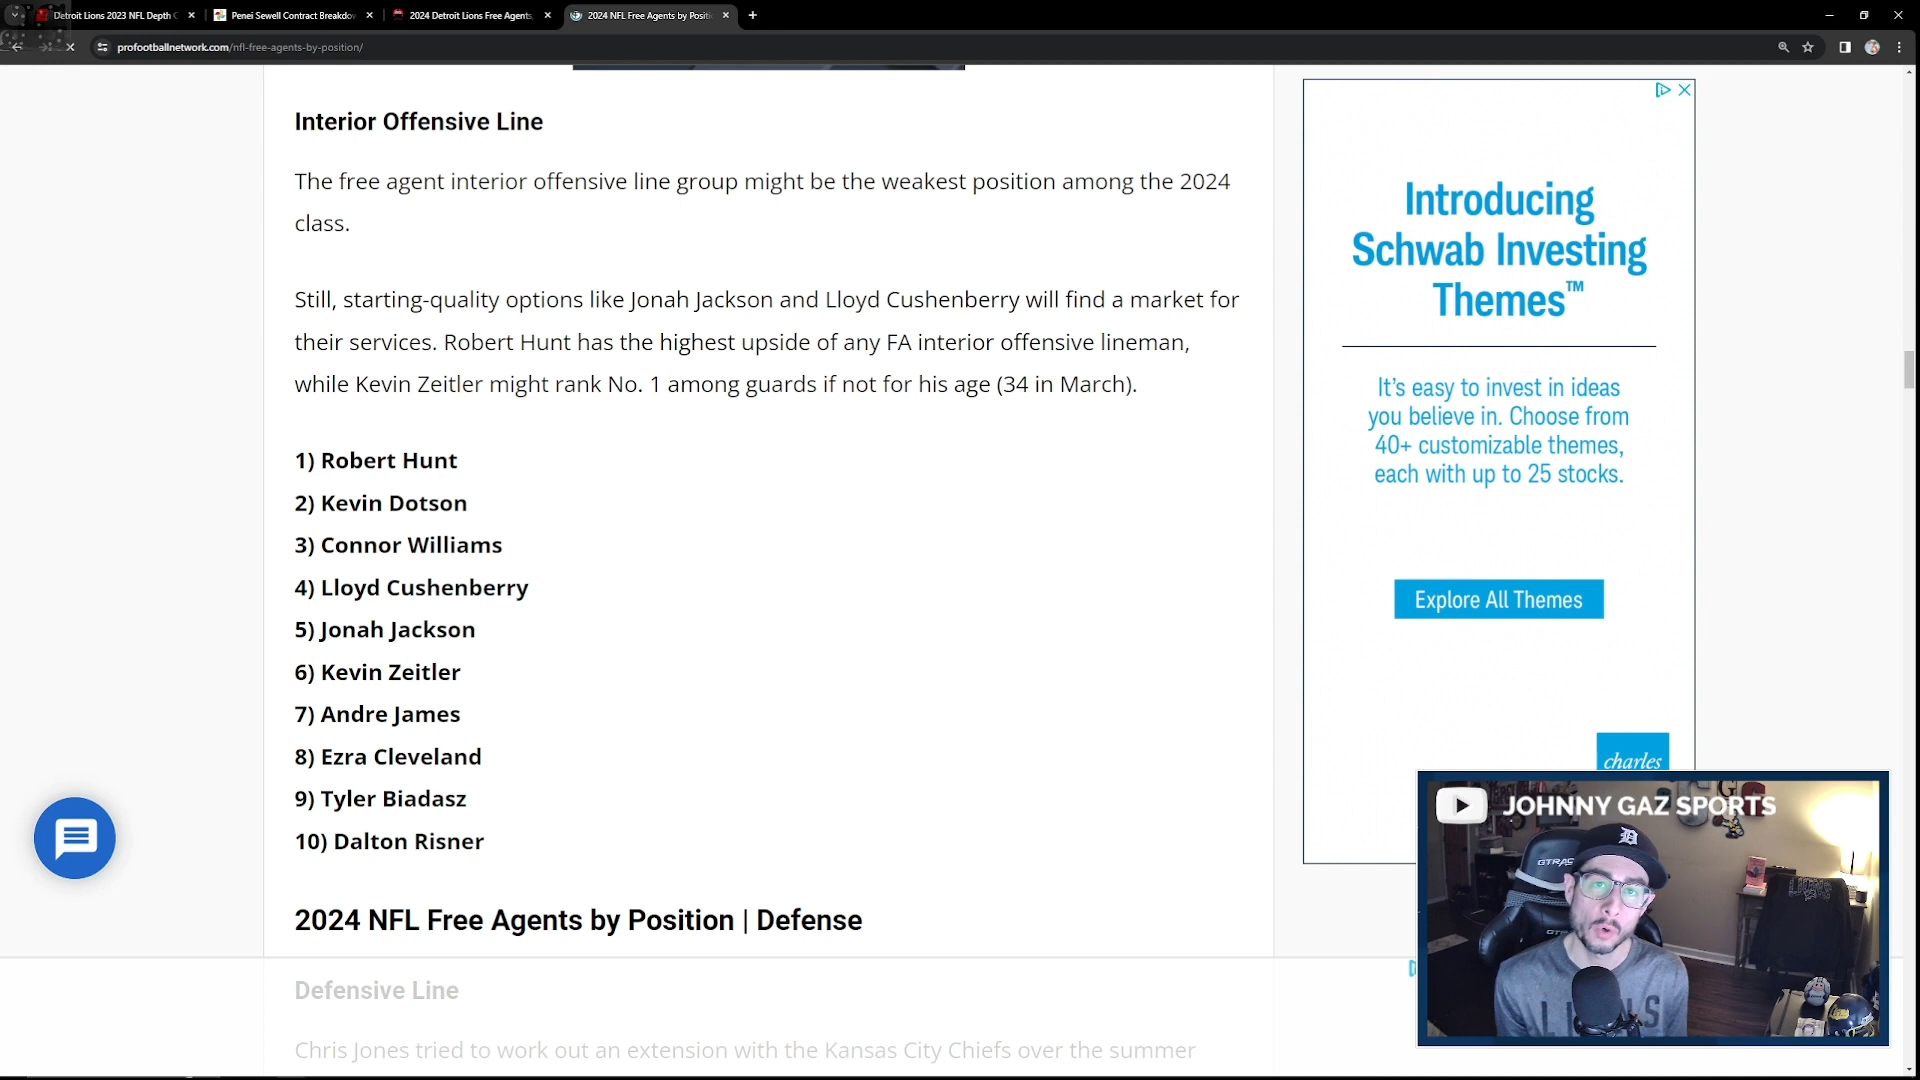 Detroit Lions 2023 NFL Depth C
Penei Sewell Contract Breakdow
2024 Detroit Lions Free Agents,
2024 NFL Free Agents by Positi
profootballnetwork.com/nfl-free-agents-by-position/
Interior Offensive Line
The free agent interior offensive line group might be the weakest position among the 2024
class.
Still, starting-quality options like Jonah Jackson and Lloyd Cushenberry will find a market for
their services. Robert Hunt has the highest upside of any FA interior offensive lineman,
while Kevin Zeitler might rank No. 1 among guards if not for his age (34 in March).
1) Robert Hunt
2) Kevin Dotson
3) Connor Williams
4) Lloyd Cushenberry
5) Jonah Jackson
6) Kevin Zeitler
7) Andre James
8) Ezra Cleveland
9) Tyler Biadasz
10) Dalton Risner
2024 NFL Free Agents by Position | Defense
Defensive Line
Chris Jones tried to work out an extension with the Kansas City Chiefs over the summer
Introducing
Schwab Investing
Themes™
It's easy to invest in ideas
you believe in. Choose from
40+ customizable themes,
each with up to 25 stocks.
Explore All Themes
charles
JOHNNY GAZ SPORTS
LIONS